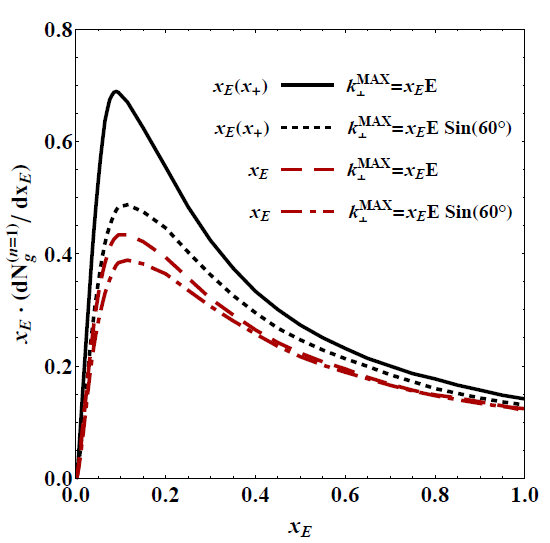 0.8
x_E(x_+) k_⊥^MAX=x_E E
x_E(x_+) k_⊥^MAX=x_E E Sin(60°)
0.6
x_E k_⊥^MAX=x_E E
x_E k_⊥^MAX=x_E E Sin(60°)
x_E · (dN_g^(n=1)/ dx_E)
0.4
0.2
0.0
0.0 0.2 0.4 0.6 0.8 1.0
x_E